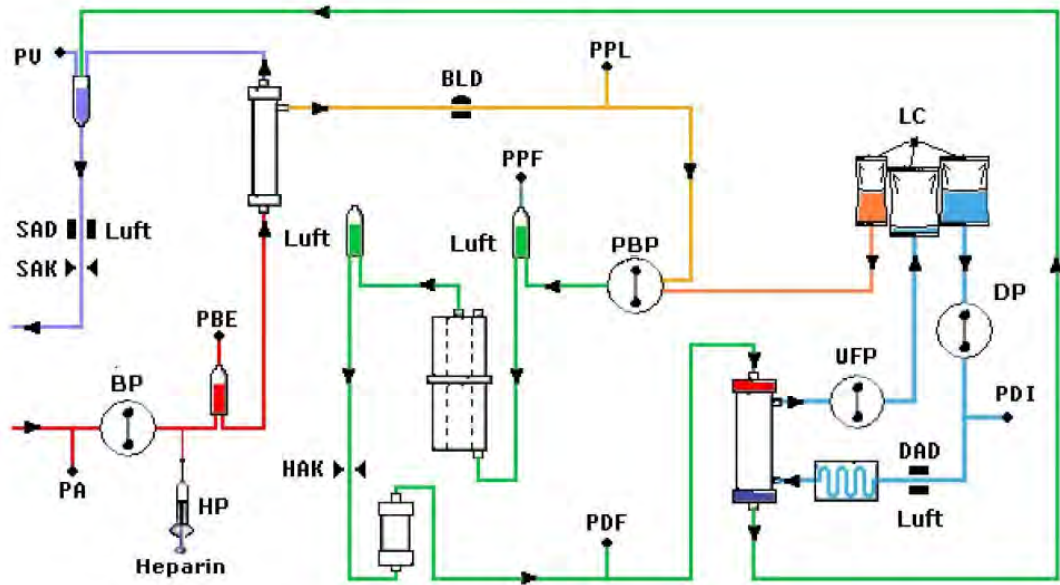 PV
PPL
BLD
LC
PPF
SAD
Luft
Luft
Luft
PBP
SAK
DP
PBE
UFP
BP
PDI
DAD
HAK
PA
HP
PDF
Luft
Heparin